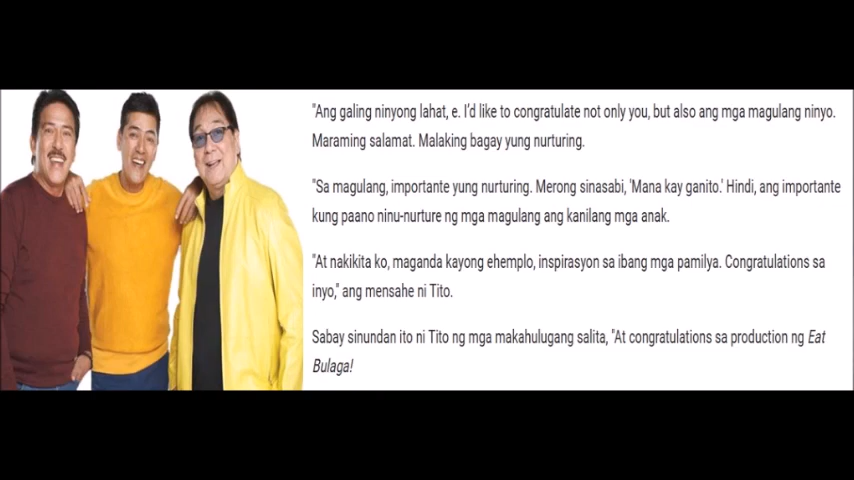 "Ang galing ninyong lahat, e. I'd like to congratulate not only you, but also ang mga magulang ninyo.
Maraming salamat. Malaking bagay yung nurturing.
"Sa magulang, importante yung nurturing. Merong sinasabi, 'Mana kay ganito.' Hindi, ang importante
kung paano ninu-nurture ng mga magulang ang kanilang mga anak.
"At nakikita ko, maganda kayong ehemplo, inspirasyon sa ibang mga pamilya. Congratulations sa
inyo," ang mensahe ni Tito.
Sabay sinundan ito ni Tito ng mga makahulugang salita, "At congratulations sa production ng Eat
Bulaga!